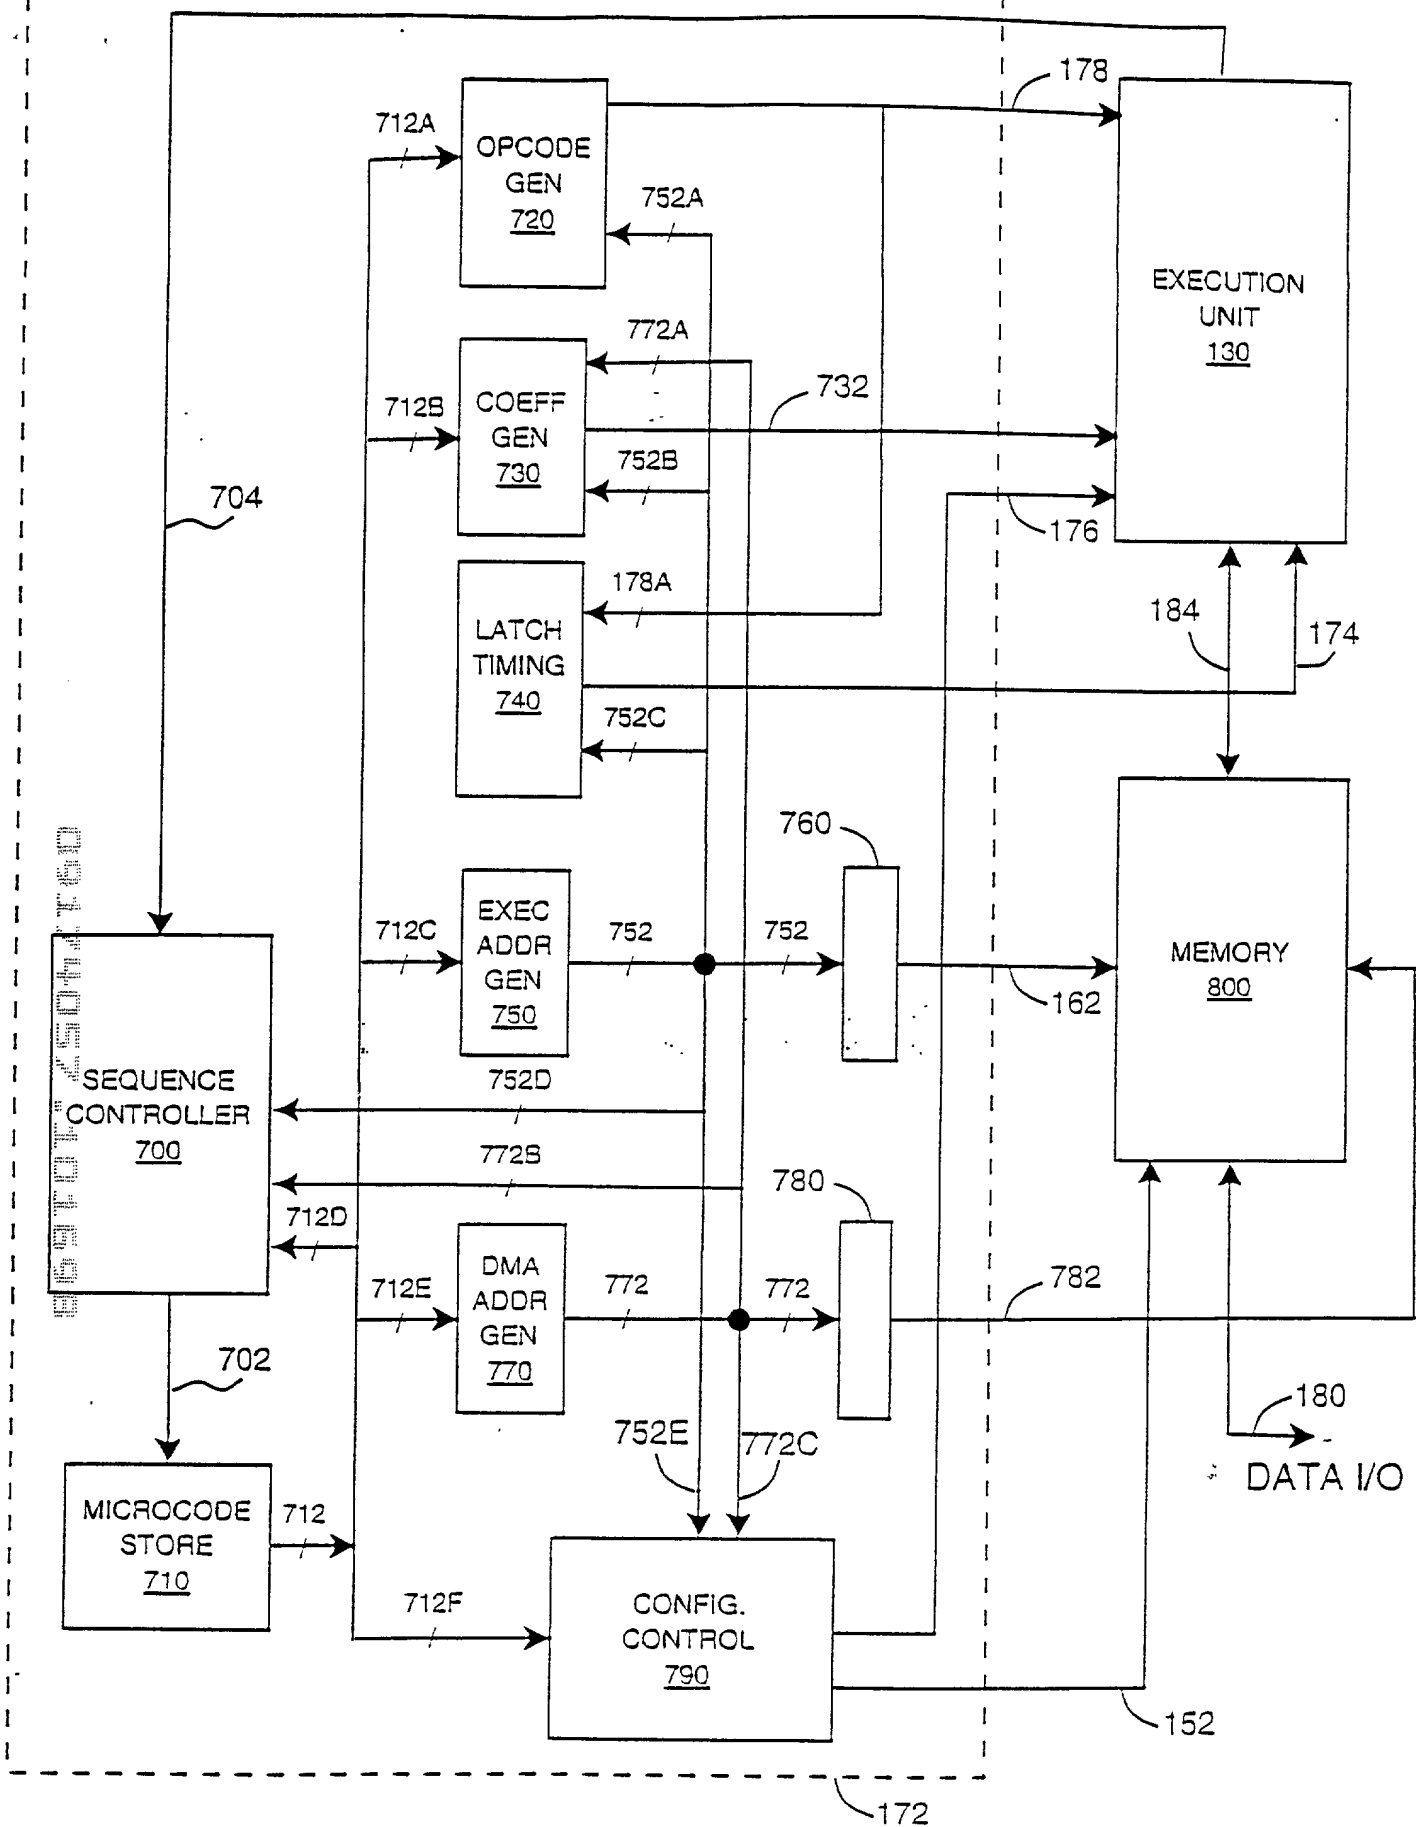 178
712A
OPCODE
GEN
720
752A
EXECUTION
UNIT
130
772A
732
712B
COEFF
GEN
730
752B
704
176
178A
LATCH
TIMING
740
184
174
752C
760
712C
EXEC
ADDR
GEN
750
752
752
MEMORY
800
162
SEQUENCE
CONTROLLER
700
752D
772B
780
712D
712E
DMA
ADDR
GEN
770
772
772
782
702
180
DATA I/O
752E
772C
MICROCODE
STORE
710
712
712F
CONFIG.
CONTROL
790
152
172